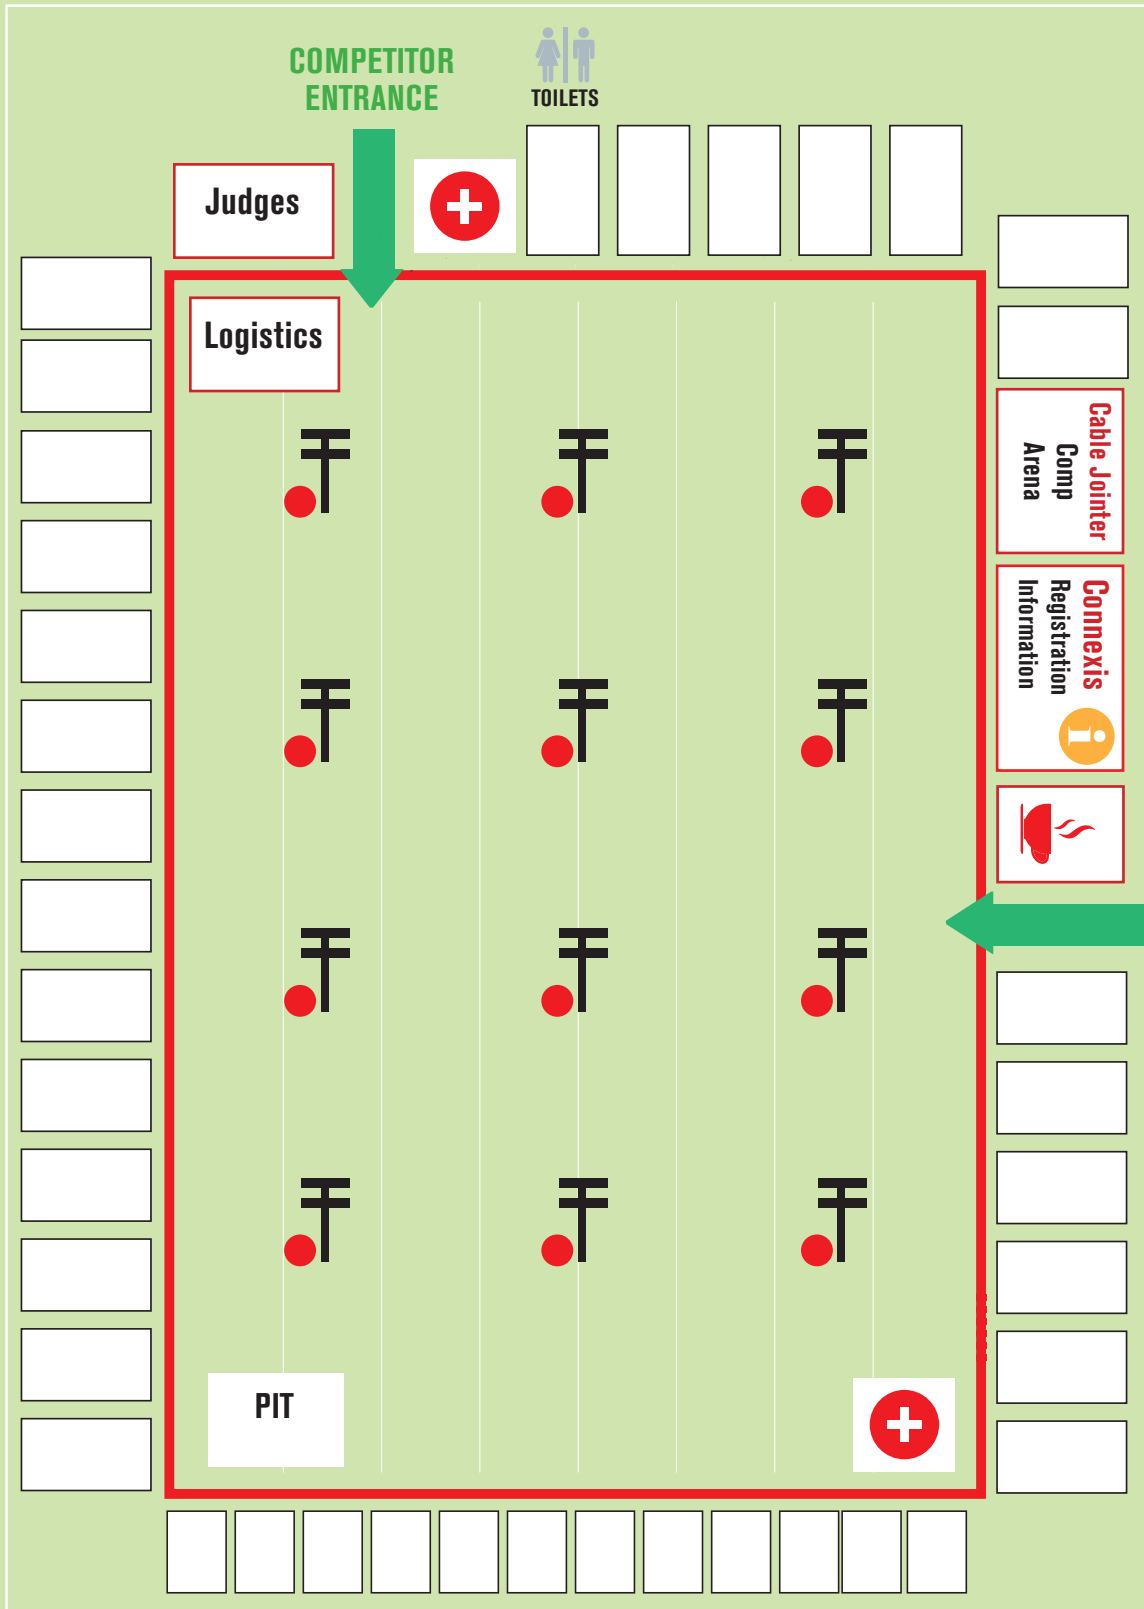 COMPETITOR
ENTRANCE
TOILETS
Judges
Logistics
Cable Jointer
Comp
Arena
Connexis
Registration
Information
i
PIT